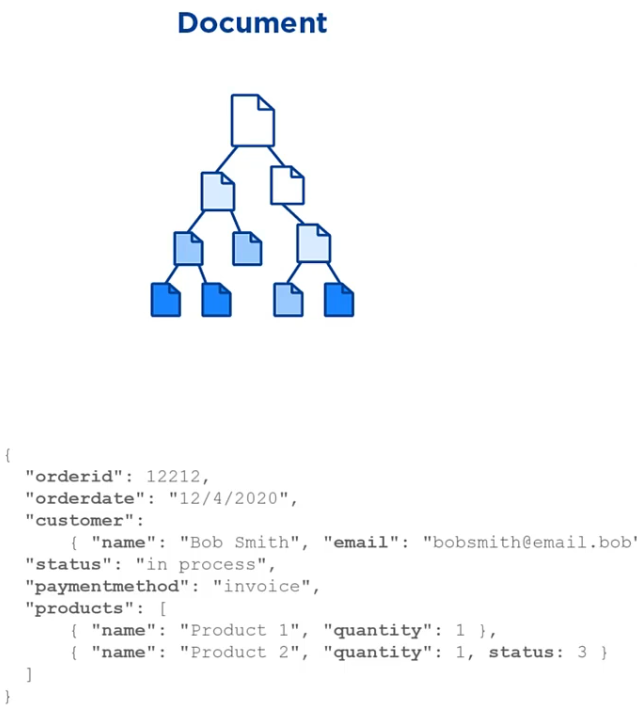 Document
{
"orderid": 12212,
"orderdate": "12/4/2020",
"customer":
{ "name": "Bob Smith", "email": "bobsmith@email.bob'
"status": "in process",
"paymentmethod": "invoice",
"products": [
{ "name": "Product 1", "quantity": 1 },
{ "name": "Product 2", "quantity": 1, status: 3 }
]
}